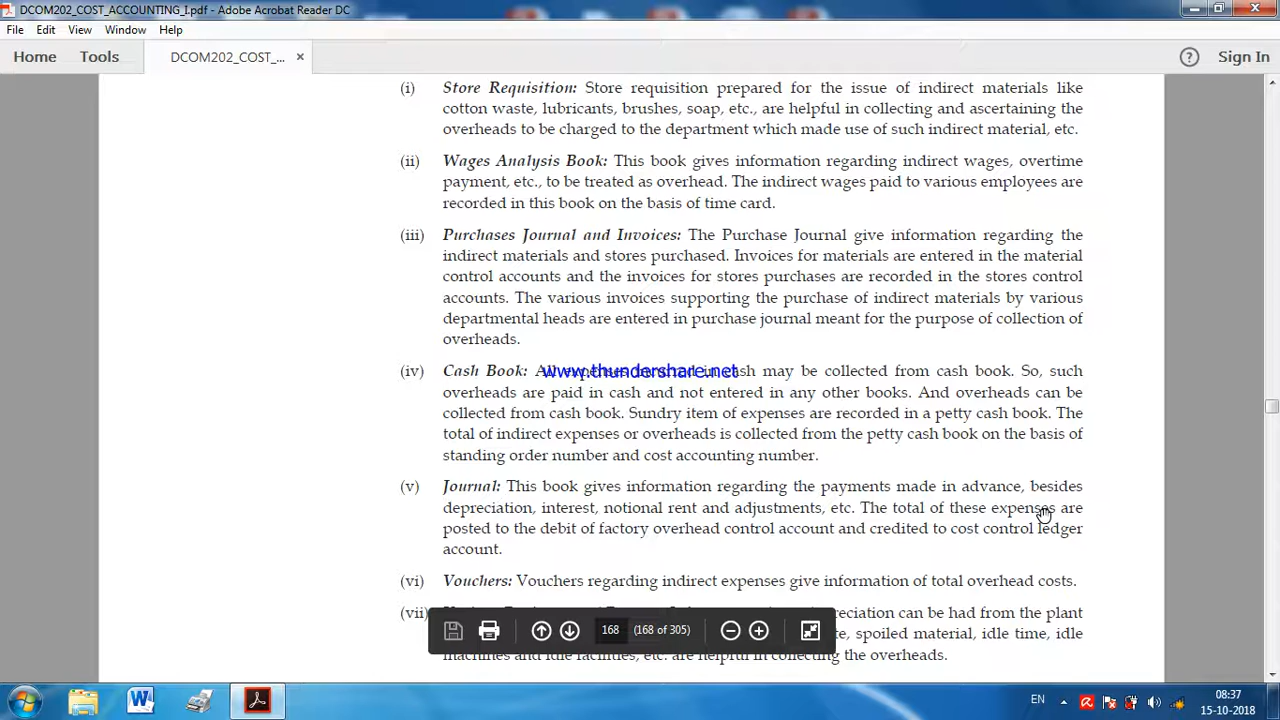 DCOM202_COST_ACCOUNTING_I.pdf - Adobe Acrobat Reader DC
File Edit View Window Help
Home Tools DCOM202_COST_... × ? Sign In
(i) Store Requisition: Store requisition prepared for the issue of indirect materials like
cotton waste, lubricants, brushes, soap, etc., are helpful in collecting and ascertaining the
overheads to be charged to the department which made use of such indirect material, etc.
(ii) Wages Analysis Book: This book gives information regarding indirect wages, overtime
payment, etc., to be treated as overhead. The indirect wages paid to various employees are
recorded in this book on the basis of time card.
(iii) Purchases Journal and Invoices: The Purchase Journal give information regarding the
indirect materials and stores purchased. Invoices for materials are entered in the material
control accounts and the invoices for stores purchases are recorded in the stores control
accounts. The various invoices supporting the purchase of indirect materials by various
departmental heads are entered in purchase journal meant for the purpose of collection of
overheads.
(iv) Cash Book: may be collected from cash book. So, such
www.thundershare.net
overheads are paid in cash and not entered in any other books. And overheads can be
collected from cash book. Sundry item of expenses are recorded in a petty cash book. The
total of indirect expenses or overheads is collected from the petty cash book on the basis of
standing order number and cost accounting number.
(v) Journal: This book gives information regarding the payments made in advance, besides
depreciation, interest, notional rent and adjustments, etc. The total of these expenses are
posted to the debit of factory overhead control account and credited to cost control ledger
account.
(vi) Vouchers: Vouchers regarding indirect expenses give information of total overhead costs.
(vii) can be had from the plant
spoiled material, idle time, idle
machines and idle facilities, etc. are helpful in collecting the overheads.
168 (168 of 305)
EN 08:37
15-10-2018